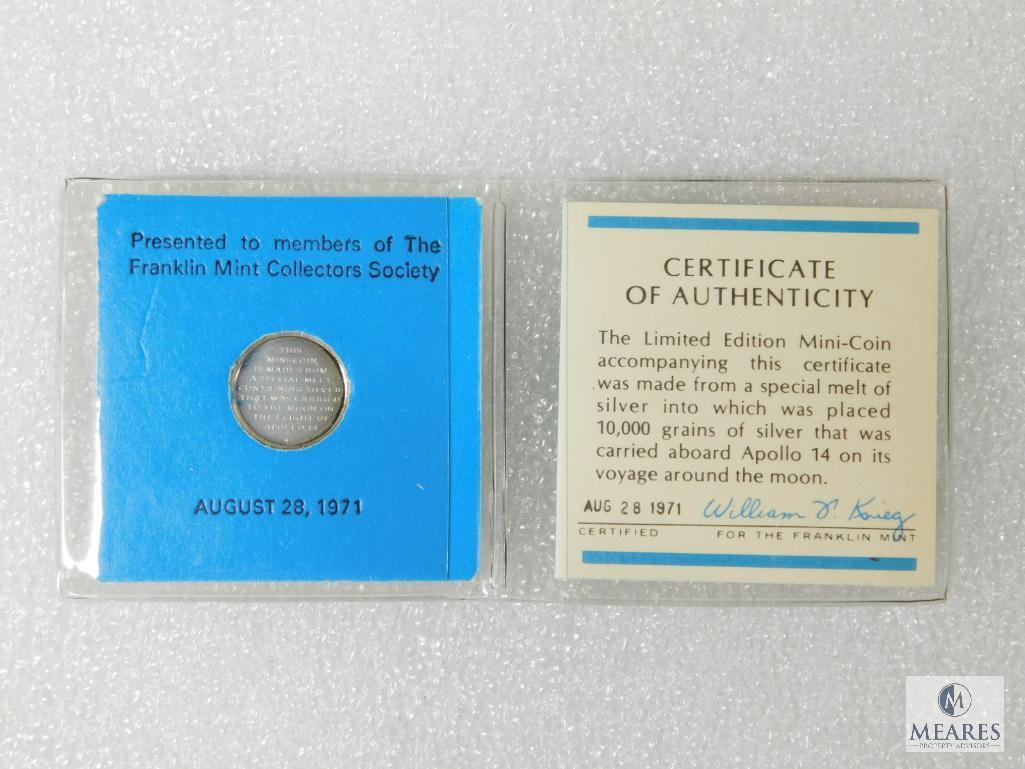 Presented to members of The
Franklin Mint Collectors Society
THIS
MINI-COIN
IS MADE FROM
A SPECIAL MELT
CONTAINING SILVER
THAT WAS CARRIED
TO THE MOON ON
THE FLIGHT OF
APOLLO 14
AUGUST 28, 1971
CERTIFICATE
OF AUTHENTICITY
The Limited Edition Mini-Coin
accompanying this certificate
was made from a special melt of
silver into which was placed
10,000 grains of silver that was
carried aboard Apollo 14 on its
voyage around the moon.
AUG 28 1971 William T. Krieg
CERTIFIED FOR THE FRANKLIN MINT
M
MEARES
PROPERTY ADVISORS